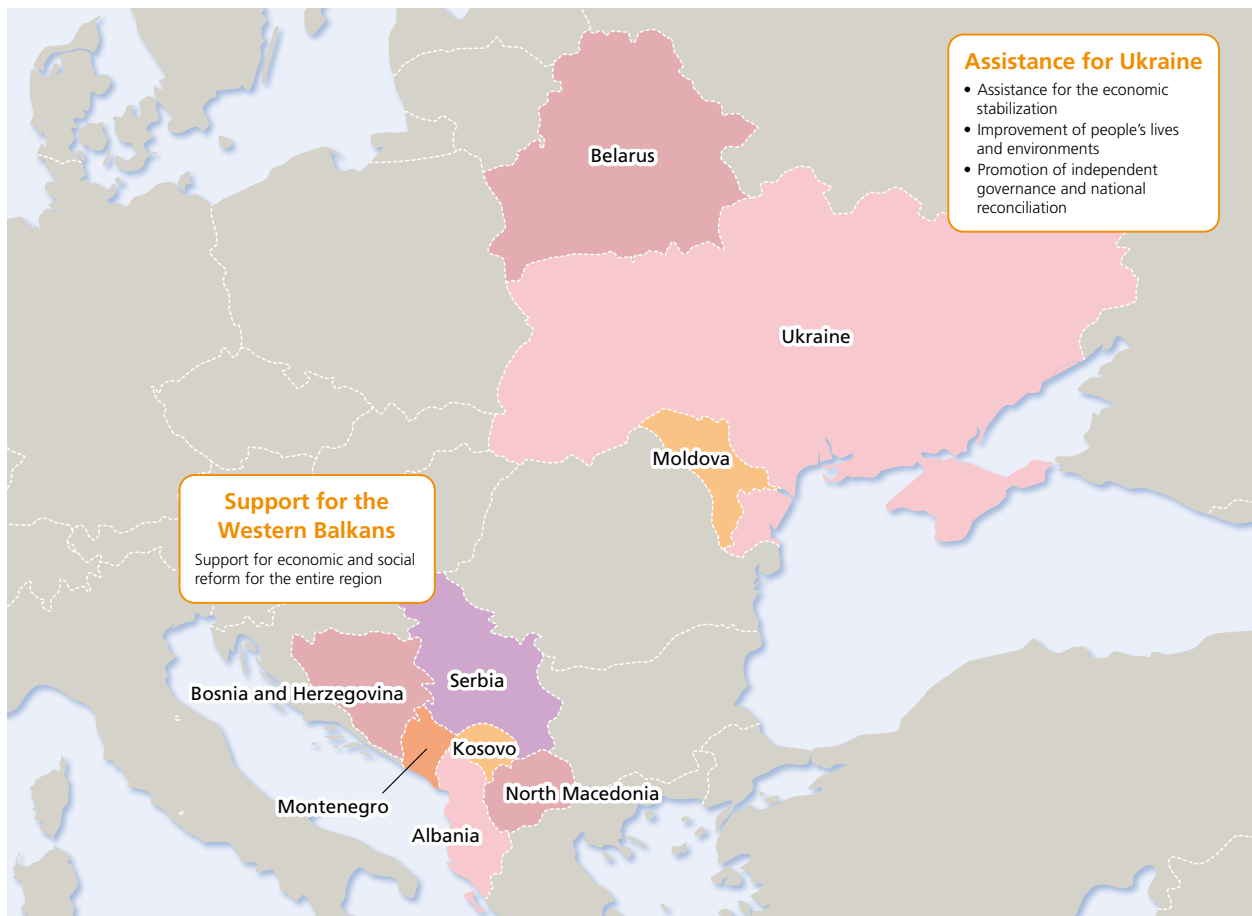 Assistance for Ukraine
• Assistance for the economic
stabilization
• Improvement of people's lives
and environments
• Promotion of independent
governance and national
reconciliation
Belarus
Ukraine
Moldova
Support for the
Western Balkans
Support for economic and social
reform for the entire region
Serbia
Bosnia and Herzegovina
Kosovo
North Macedonia
Montenegro
Albania